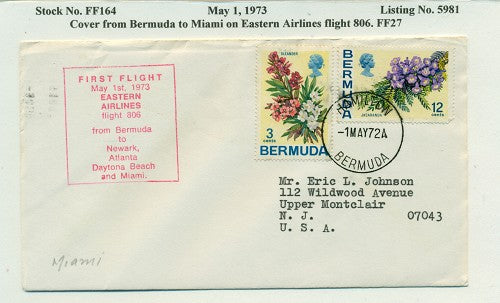 Stock No. FF164 May 1, 1973 Listing No. 5981
Cover from Bermuda to Miami on Eastern Airlines flight 806. FF27
FIRST FLIGHT
May 1st, 1973
EASTERN
AIRLINES
flight 806
from Bermuda
to
Newark,
Atlanta
Daytona Beach
and Miami.
OLEANDER
3
CENTS
BERMUDA
BERMUDA
JACARANDA
12
CENTS
HAMILTON
-1MAY72A
BERMUDA
Mr. Eric L. Johnson
112 Wildwood Avenue
Upper Montclair
N. J. 07043
U. S. A.
Miami